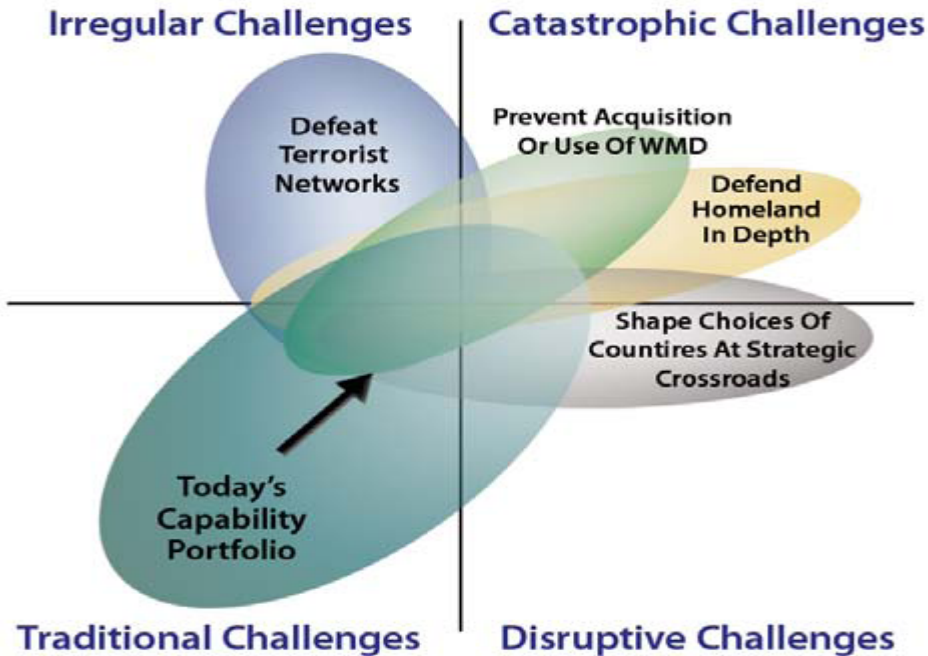 Irregular Challenges
Catastrophic Challenges
Defeat
Terrorist
Networks
Prevent Acquisition
Or Use Of WMD
Defend
Homeland
In Depth
Shape Choices Of
Countires At Strategic
Crossroads
Today's
Capability
Portfolio
Traditional Challenges
Disruptive Challenges